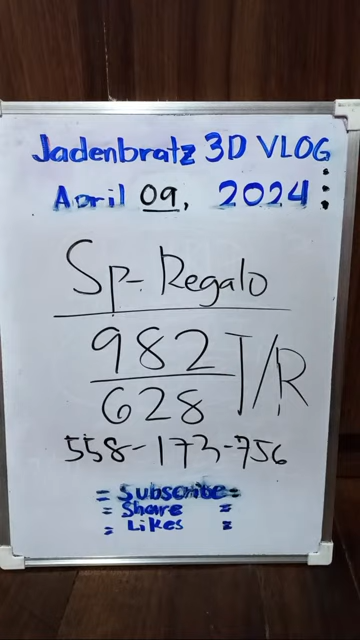 Jadenbratz 3D VLOG
April 09, 2024:
Sp. Regalo
982
628 T/R
558-173-756
= Subscribe =
= Share =
= Likes =